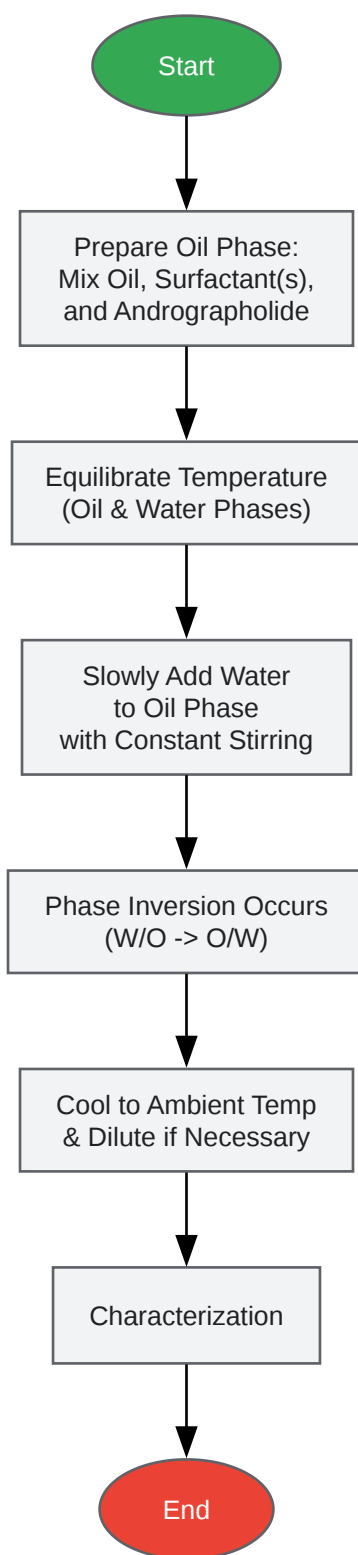 Start
Prepare Oil Phase:
Mix Oil, Surfactant(s),
and Andrographolide
Equilibrate Temperature
(Oil & Water Phases)
Slowly Add Water
to Oil Phase
with Constant Stirring
Phase Inversion Occurs
(W/O -> O/W)
Cool to Ambient Temp
& Dilute if Necessary
Characterization
End